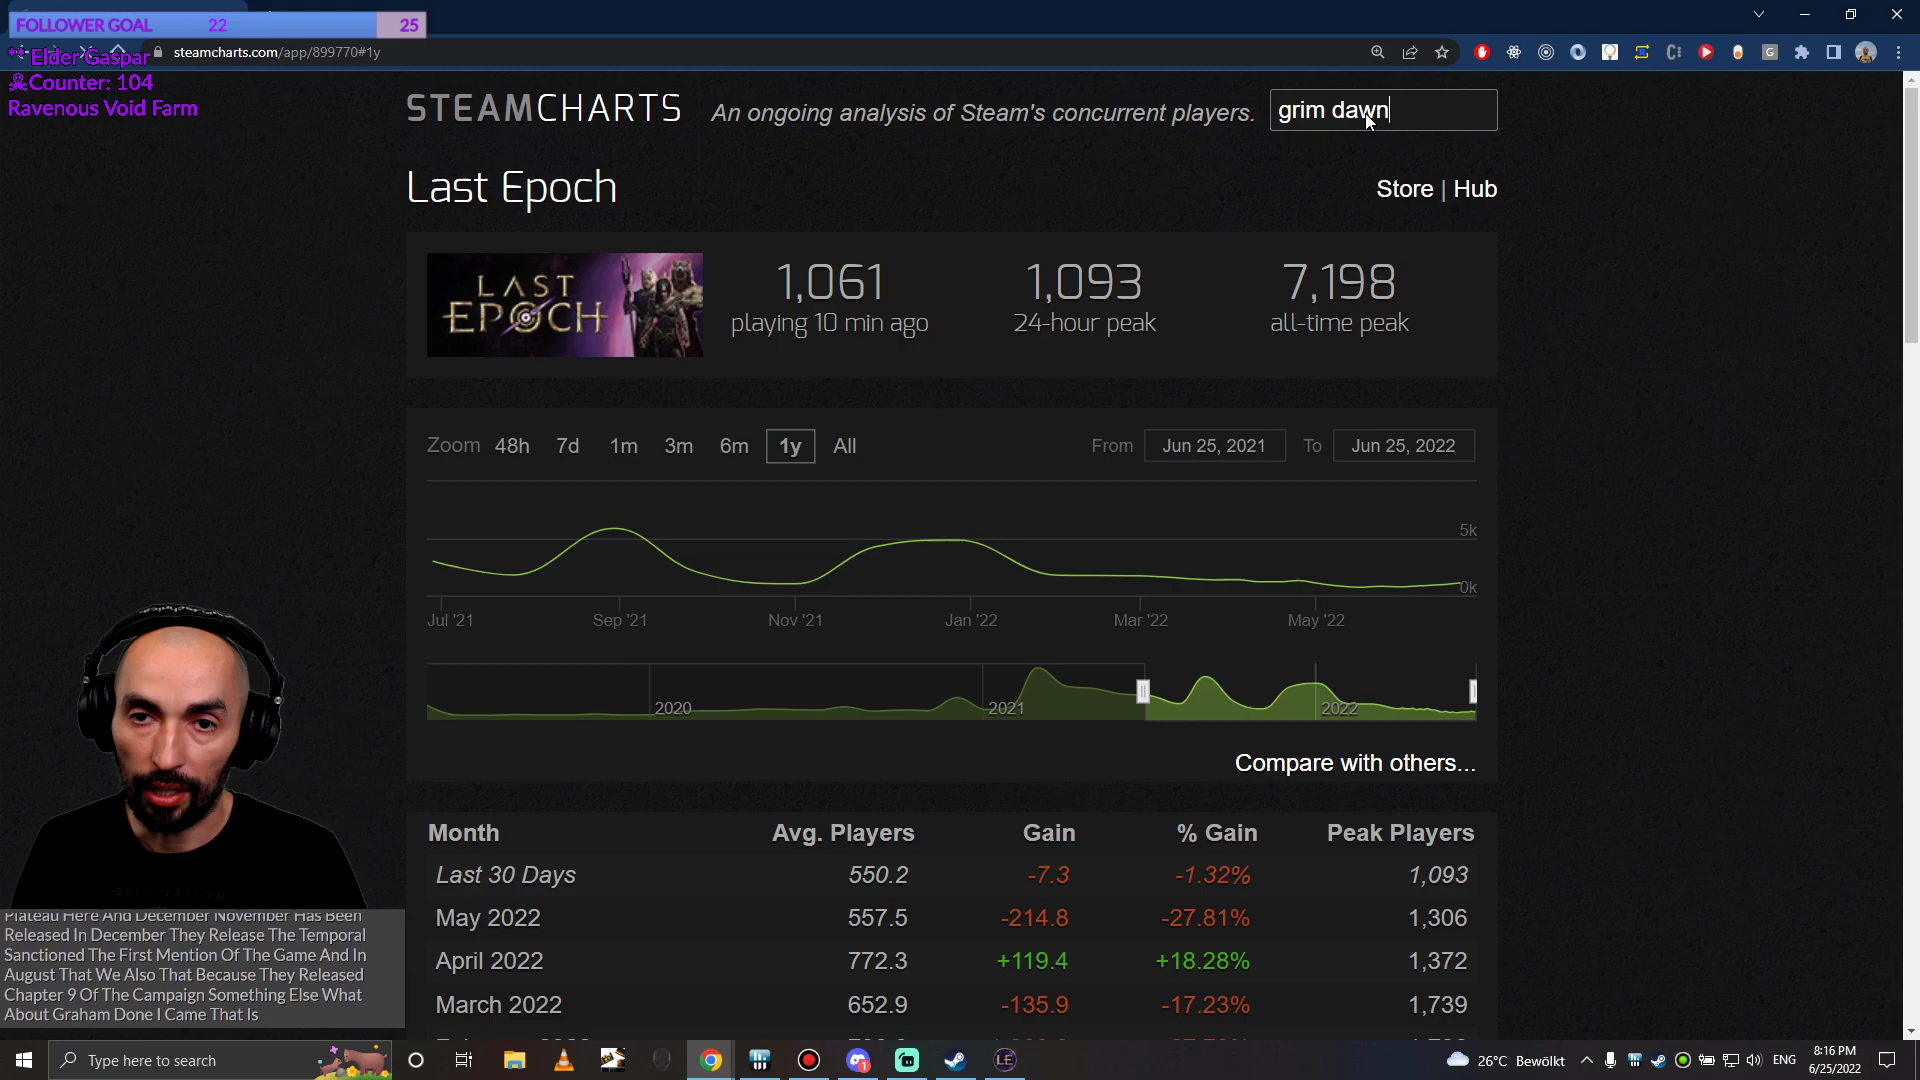 FOLLOWER GOAL 22 25
Elder Gaspar
Counter: 104
Ravenous Void Farm
steamcharts.com/app/899770#1y
STEAMCHARTS An ongoing analysis of Steam's concurrent players. grim dawn
Last Epoch Store | Hub
LAST EPOCH
1,061 1,093 7,198
playing 10 min ago 24-hour peak all-time peak
Zoom 48h 7d 1m 3m 6m 1y All From Jun 25, 2021 To Jun 25, 2022
5k
0k
Jul '21 Sep '21 Nov '21 Jan '22 Mar '22 May '22
2020 2021 2022
Compare with others...
Month Avg. Players Gain % Gain Peak Players
Last 30 Days 550.2 -7.3 -1.32% 1,093
May 2022 557.5 -214.8 -27.81% 1,306
April 2022 772.3 +119.4 +18.28% 1,372
March 2022 652.9 -135.9 -17.23% 1,739
Plateau Here And December November Has Been
Released In December They Release The Temporal
Sanctioned The First Mention Of The Game And In
August That We Also That Because They Released
Chapter 9 Of The Campaign Something Else What
About Graham Done I Came That Is
Type here to search
26°C Bewölkt ENG 8:16 PM
6/25/2022